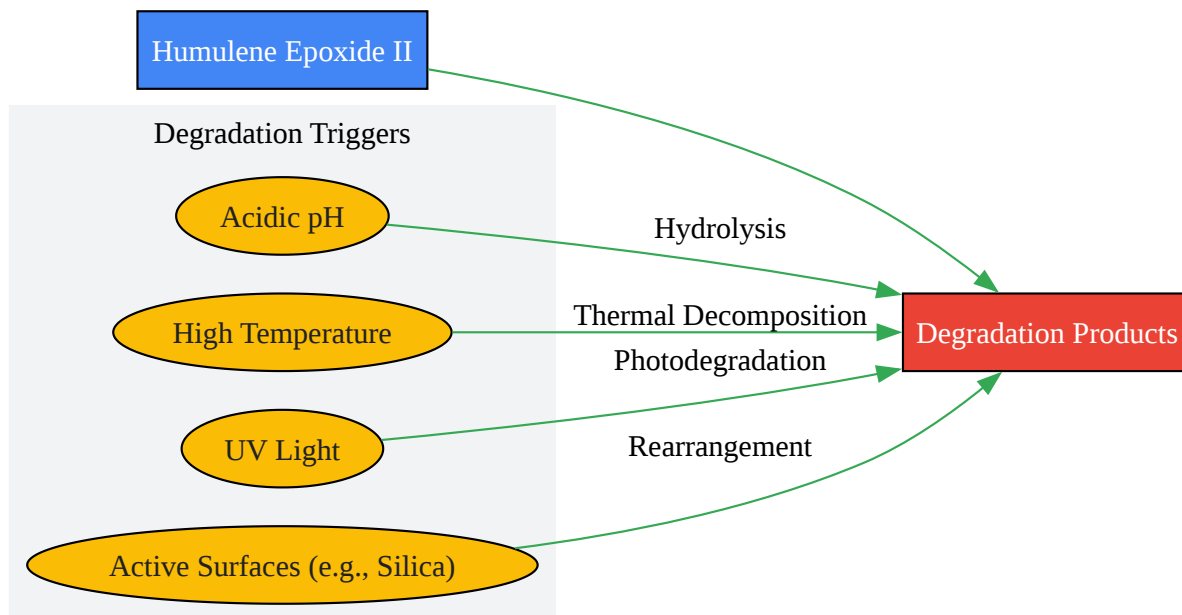 Humulene Epoxide II
Degradation Triggers
Acidic pH
Hydrolysis
High Temperature
Thermal Decomposition
Degradation Products
Photodegradation
UV Light
Rearrangement
Active Surfaces (e.g., Silica)